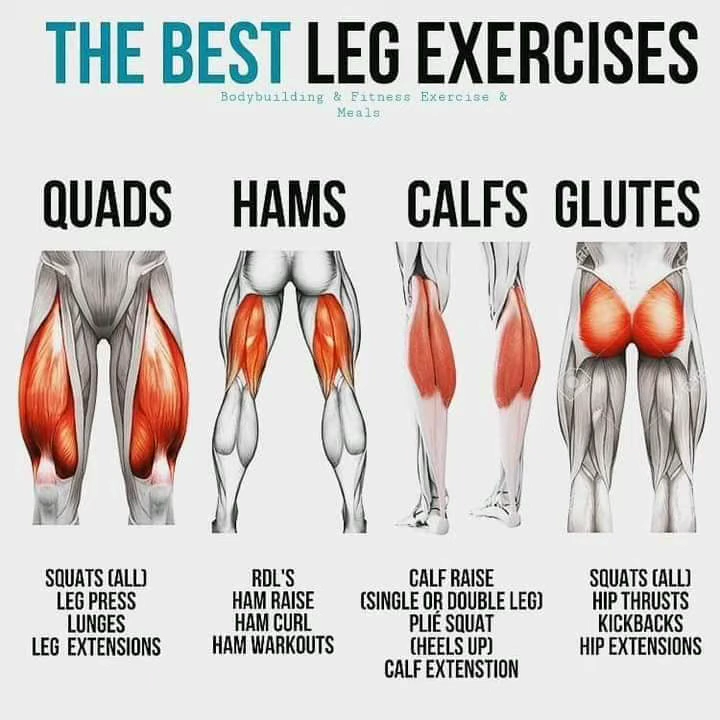 THE BEST LEG EXERCISES
Bodybuilding & Fitness Exercise &
Meals
QUADS
HAMS
CALFS
GLUTES
SQUATS (ALL)
LEG PRESS
LUNGES
LEG EXTENSIONS
RDL'S
HAM RAISE
HAM CURL
HAM WORKOUTS
CALF RAISE
(SINGLE OR DOUBLE LEG)
PLIÉ SQUAT
(HEELS UP)
CALF EXTENSTION
SQUATS (ALL)
HIP THRUSTS
KICKBACKS
HIP EXTENSIONS